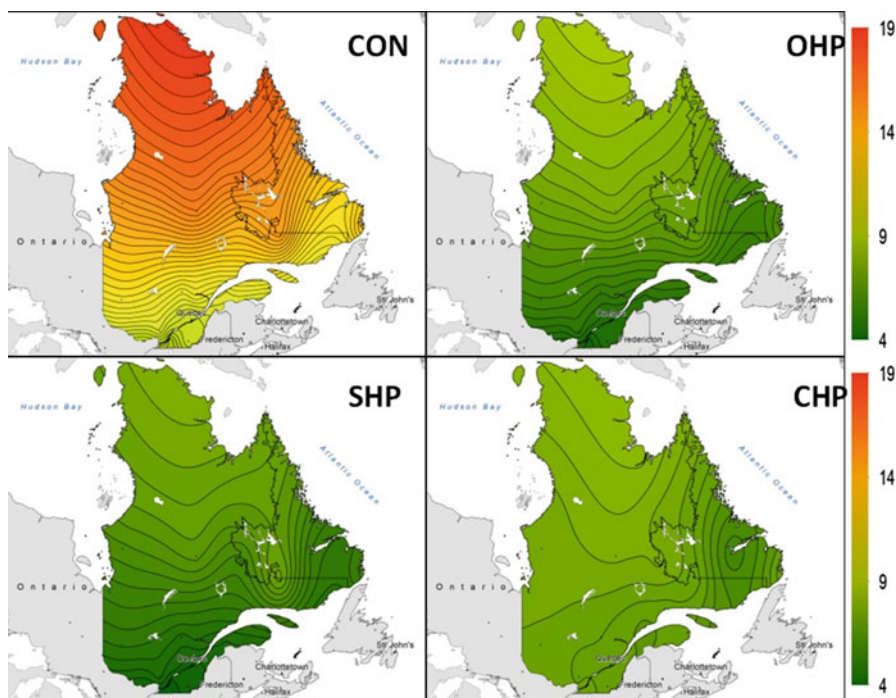 CON
Hudson Bay
Atlantic Ocean
Ontario
Quebec
Charlottetown
Fredericton
Halifax
St. John's
OHP
Hudson Bay
Atlantic Ocean
Ontario
Quebec
Charlottetown
Fredericton
Halifax
St. John's
19
14
9
4
SHP
Hudson Bay
Atlantic Ocean
Ontario
Quebec
Charlottetown
Fredericton
Halifax
St. John's
CHP
Hudson Bay
Atlantic Ocean
Ontario
Quebec
Charlottetown
Fredericton
Halifax
St. John's
19
14
9
4